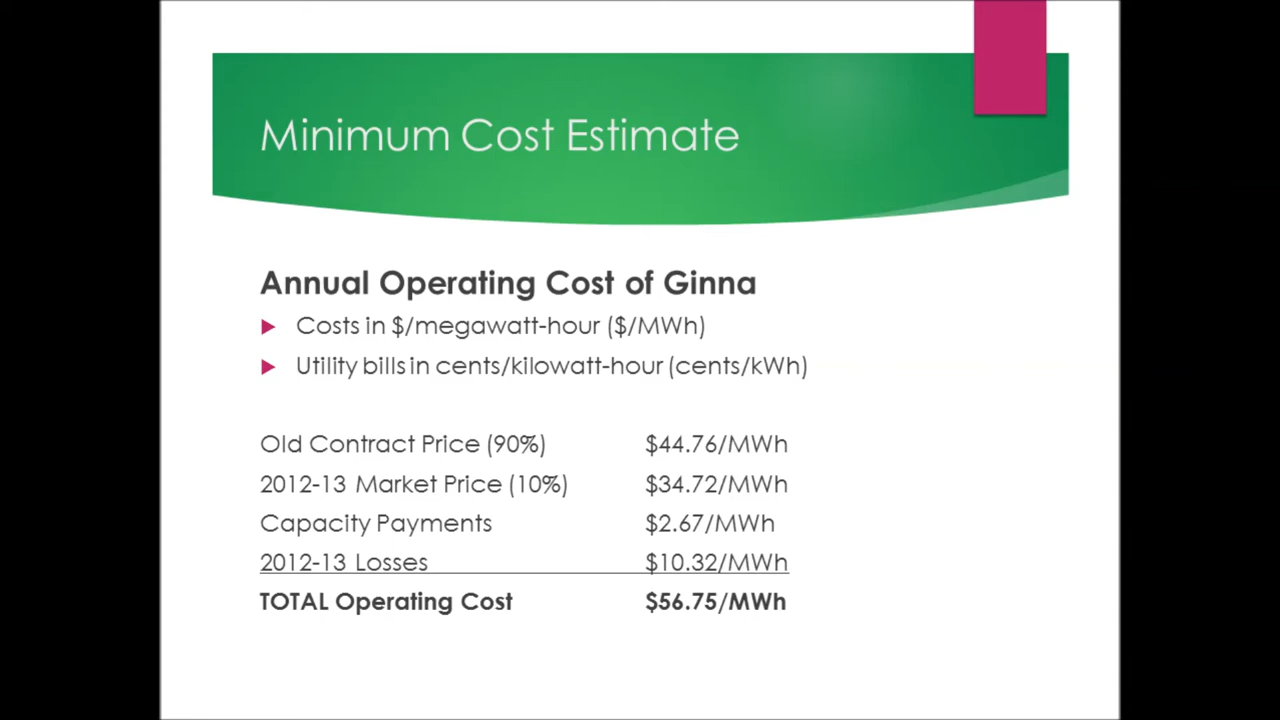 Minimum Cost Estimate
Annual Operating Cost of Ginna
Costs in $/megawatt-hour ($/MWh)
Utility bills in cents/kilowatt-hour (cents/kWh)
Old Contract Price (90%) $44.76/MWh
2012-13 Market Price (10%) $34.72/MWh
Capacity Payments $2.67/MWh
2012-13 Losses $10.32/MWh
TOTAL Operating Cost $56.75/MWh